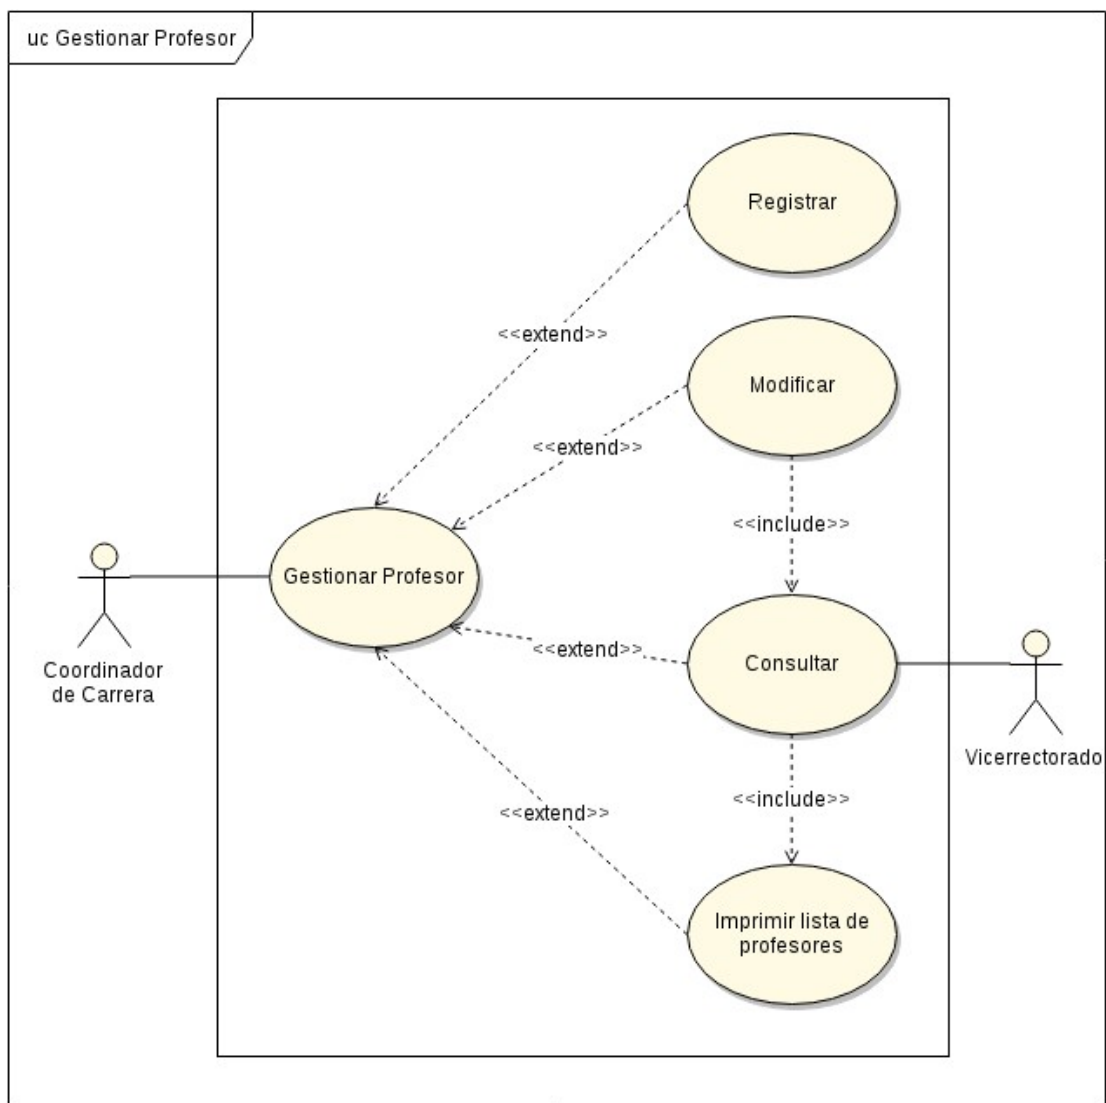 uc Gestionar Profesor
Registrar
<<extend>>
Modificar
<<extend>>
<<include>>
Gestionar Profesor
Coordinador
de Carrera
<<extend>>
Consultar
Vicerrectorado
<<include>>
<<extend>>
Imprimir lista de
profesores